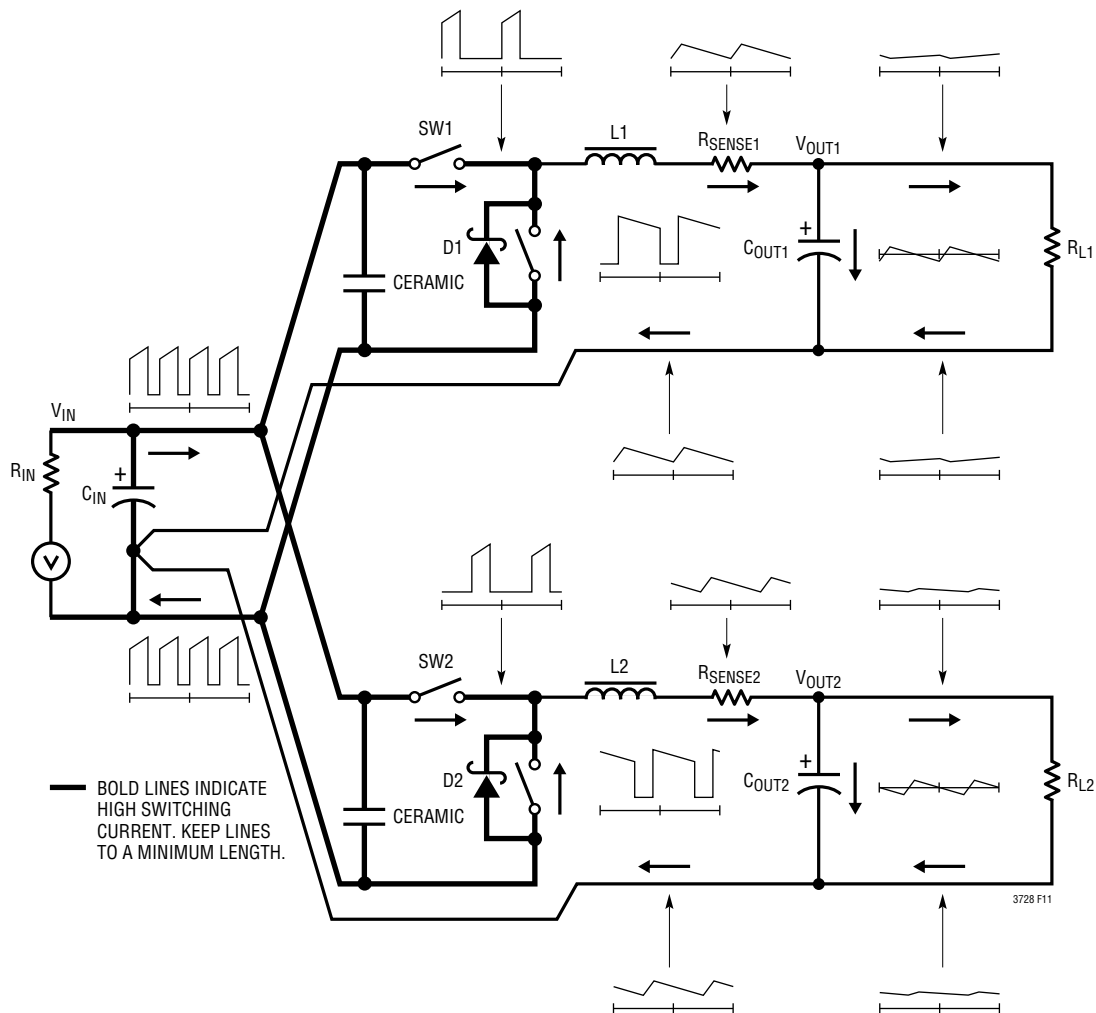 SW1
L1
RSENSE1
VOUT1
D1
COUT1
RL1
CERAMIC
VIN
RIN
+
CIN
+
V
SW2
L2
RSENSE2
VOUT2
D2
COUT2
RL2
CERAMIC
+
BOLD LINES INDICATE
HIGH SWITCHING
CURRENT. KEEP LINES
TO A MINIMUM LENGTH.
3728 F11